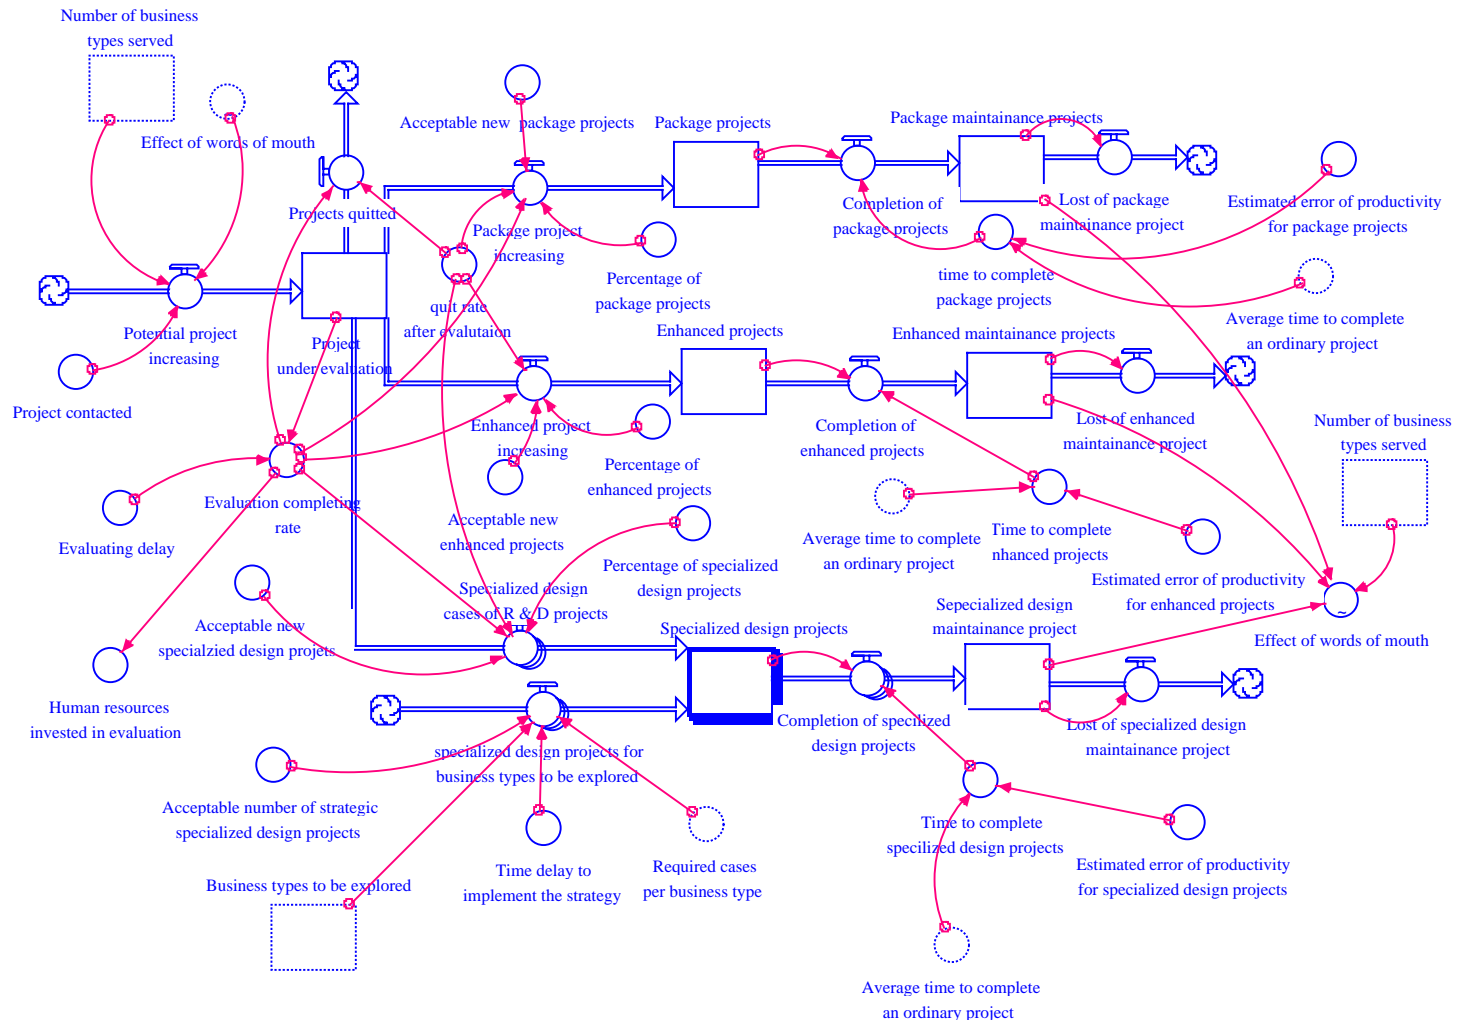 Number of business
types served
Effect of words of mouth
Acceptable new package projects
Package projects
Package maintainance projects
Projects quitted
Package project
increasing
Completion of
package projects
Lost of package
maintainance project
Estimated error of productivity
for package projects
Percentage of
package projects
time to complete
package projects
Potential project
increasing
quit rate
after evalutaion
Project
under evaluation
Enhanced projects
Enhanced maintainance projects
Average time to complete
an ordinary project
Project contacted
Enhanced project
increasing
Completion of
enhanced projects
Lost of enhanced
maintainance project
Number of business
types served
Percentage of
enhanced projects
Evaluation completing
rate
Acceptable new
enhanced projects
Evaluating delay
Average time to complete
an ordinary project
Time to complete
nhanced projects
Percentage of specialized
design projects
Estimated error of productivity
for enhanced projects
Specialized design
cases of R & D projects
Acceptable new
specialzied design projets
Specialized design projects
Sepecialized design
maintainance project
~
Effect of words of mouth
Human resources
invested in evaluation
Completion of specilized
design projects
Lost of specialized design
maintainance project
specialized design projects for
business types to be explored
Acceptable number of strategic
specialized design projects
Time to complete
specilized design projects
Time delay to
implement the strategy
Required cases
per business type
Estimated error of productivity
for specialized design projects
Business types to be explored
Average time to complete
an ordinary project